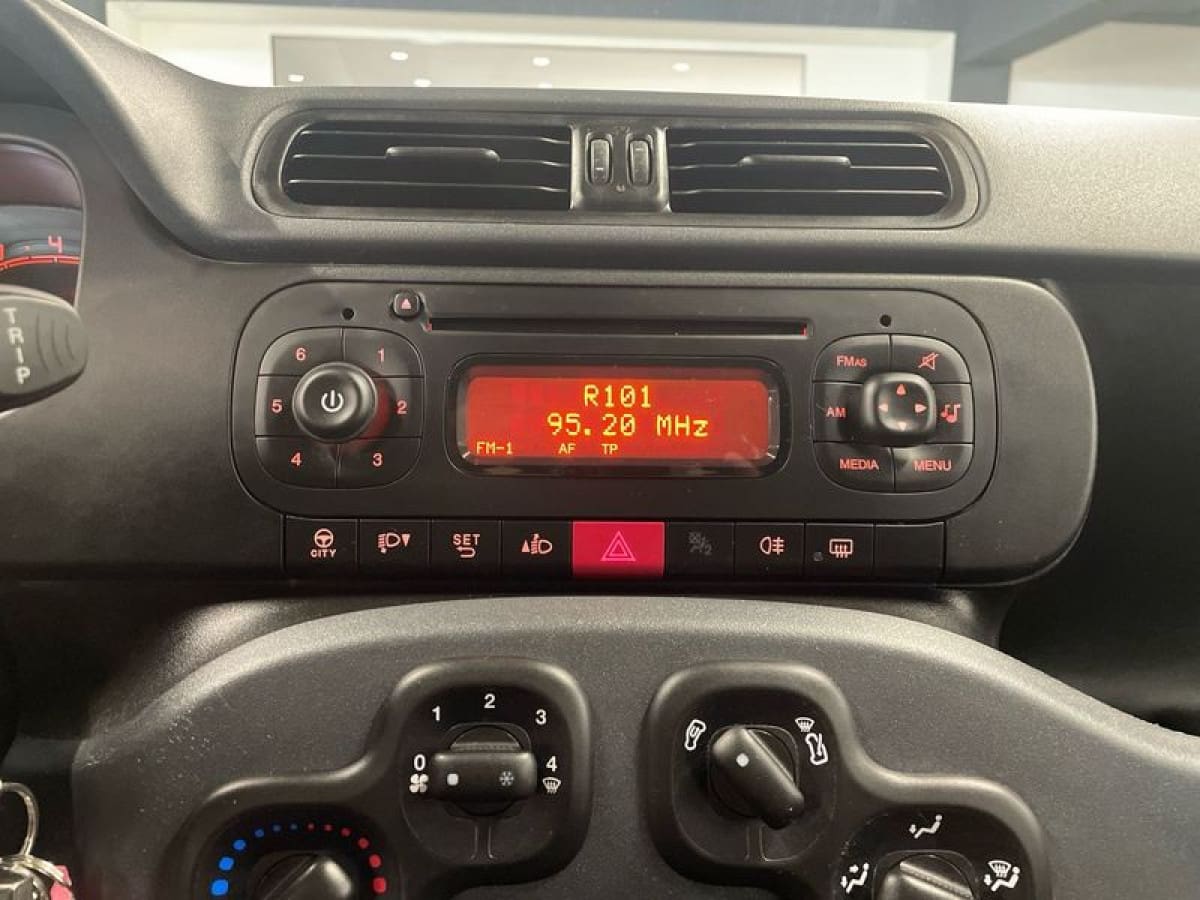 4
TRIP
6 1
5 2
4 3
R101
95.20 MHz
FM-1 AF TP
FMAS
AM
MEDIA MENU
CITY
SET
0 1 2 3 4